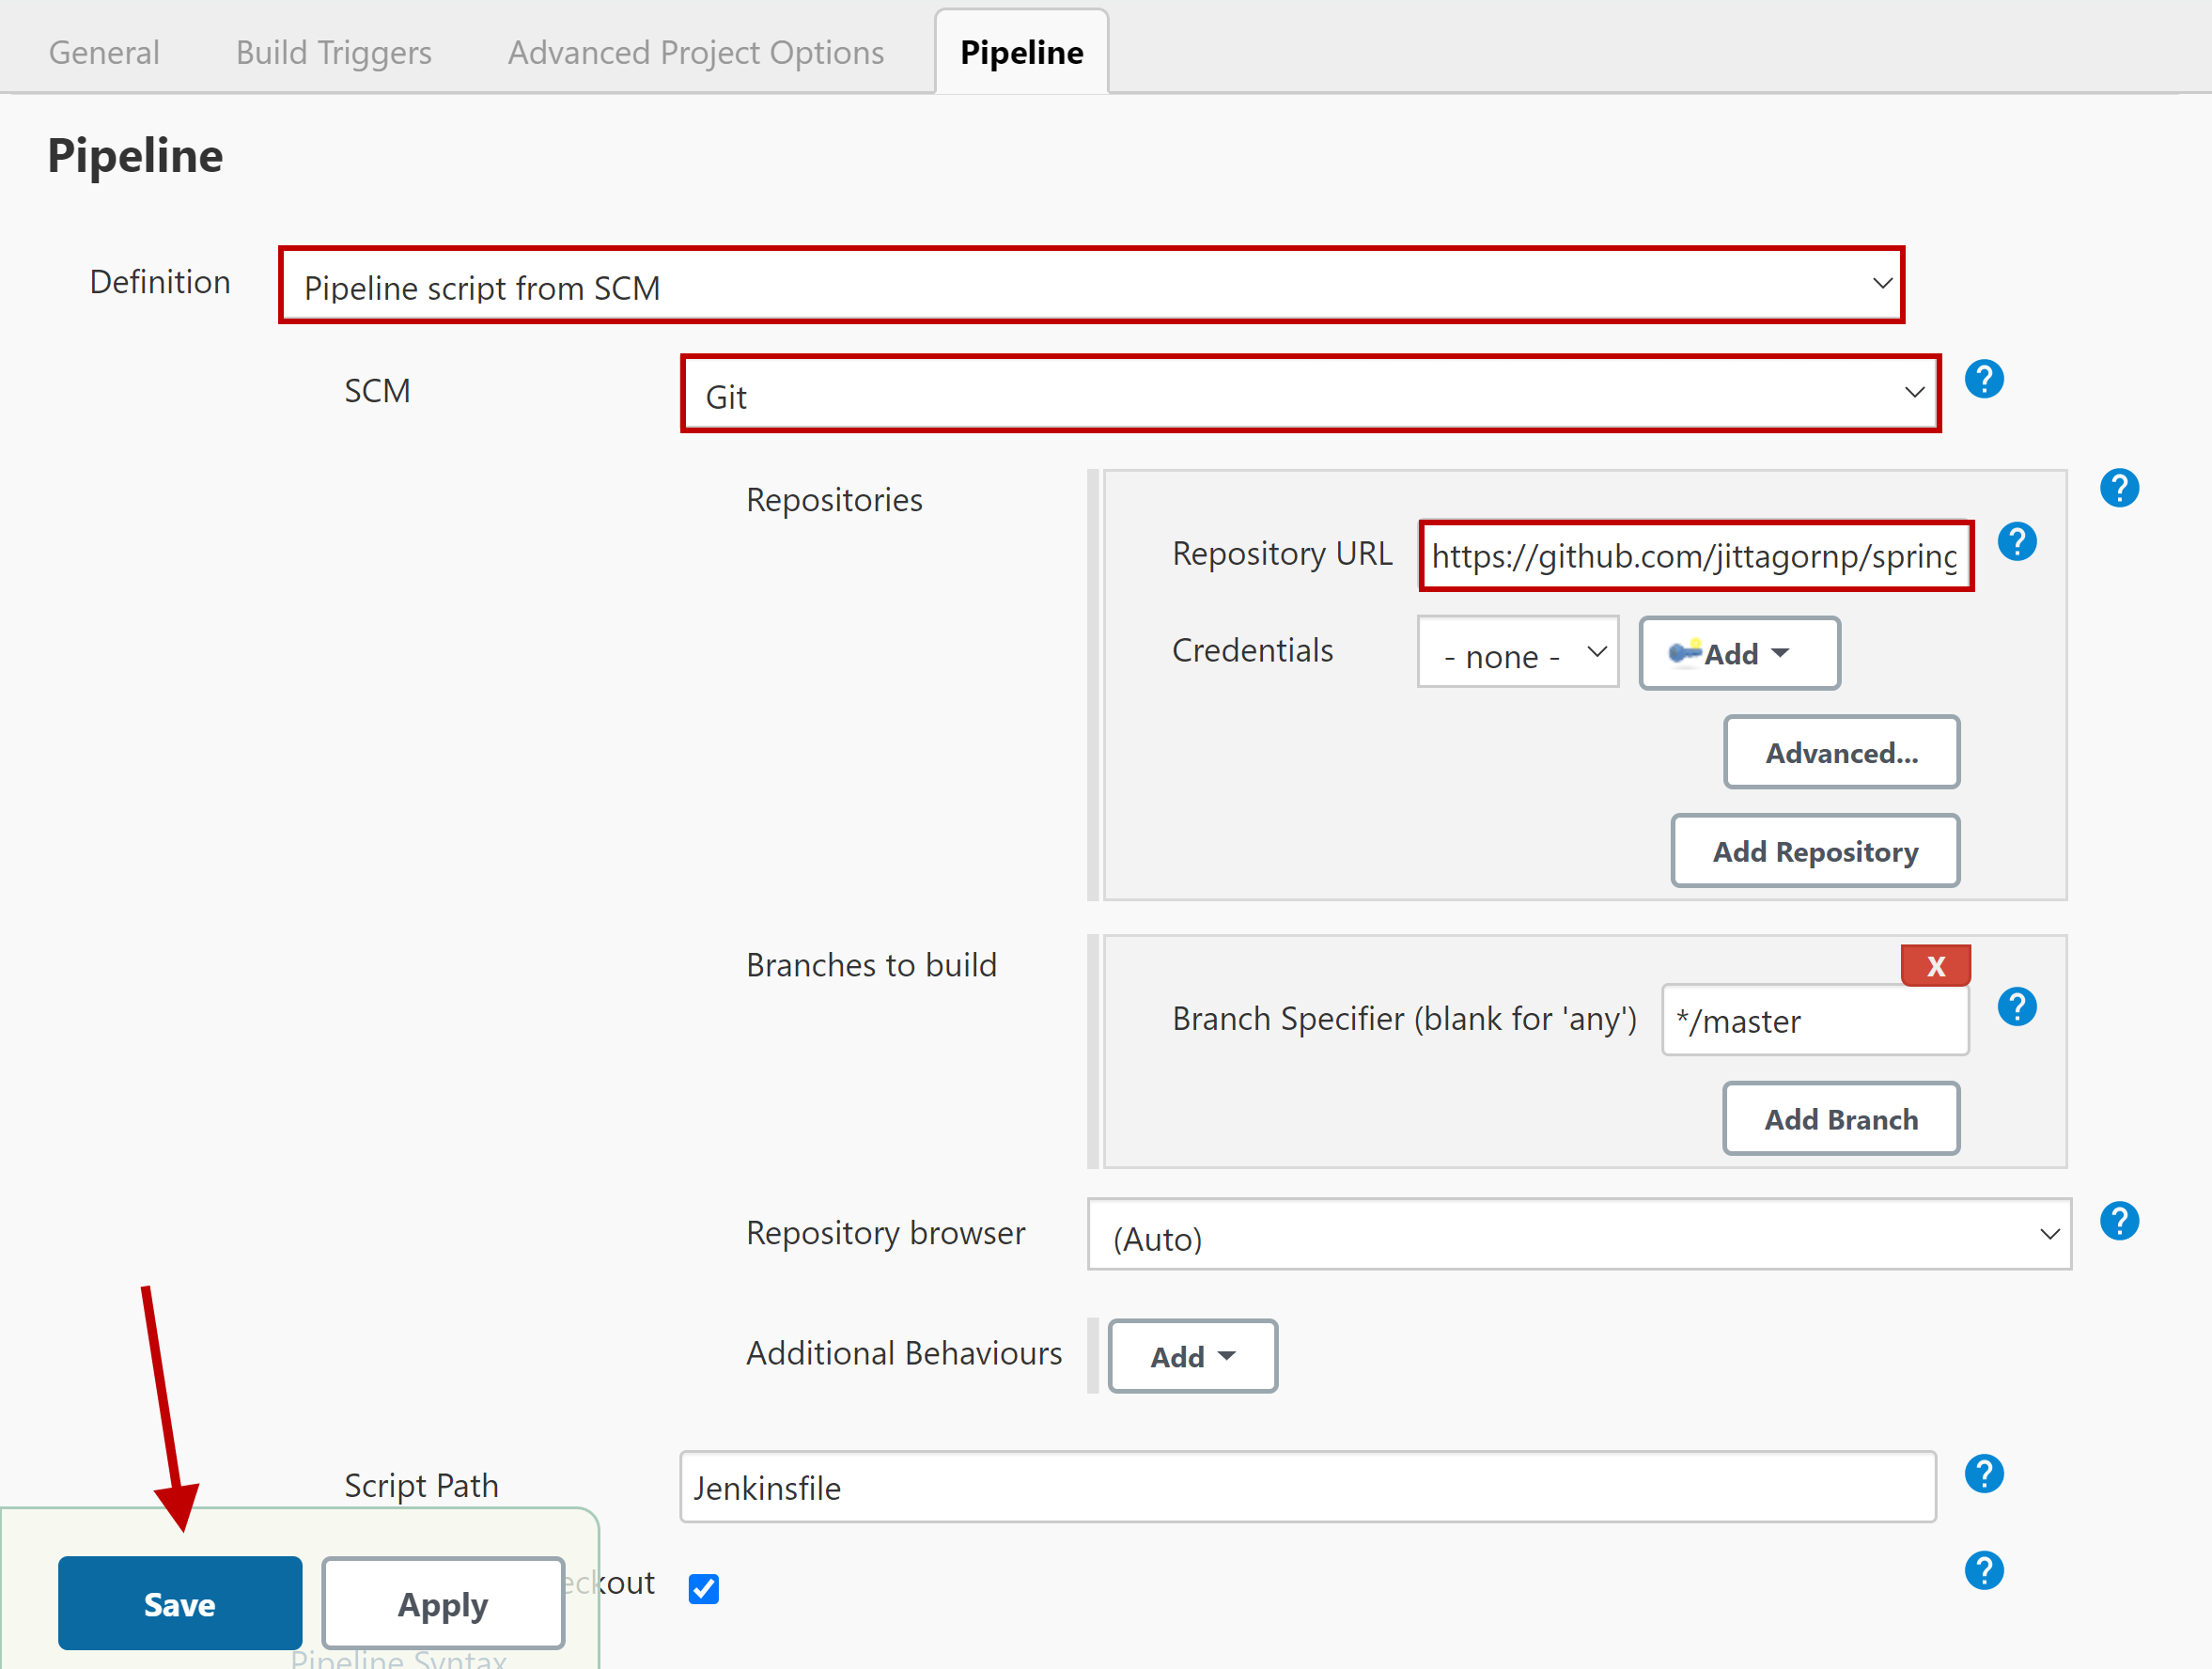 General Build Triggers Advanced Project Options Pipeline
Pipeline
Definition Pipeline script from SCM
SCM Git ?
Repositories ?
Repository URL https://github.com/jittagornp/spring ?
Credentials - none - Add
Advanced...
Add Repository
Branches to build X
Branch Specifier (blank for 'any') */master ?
Add Branch
Repository browser (Auto) ?
Additional Behaviours Add
Script Path Jenkinsfile ?
eckout ?
Save Apply
Pipeline Syntax